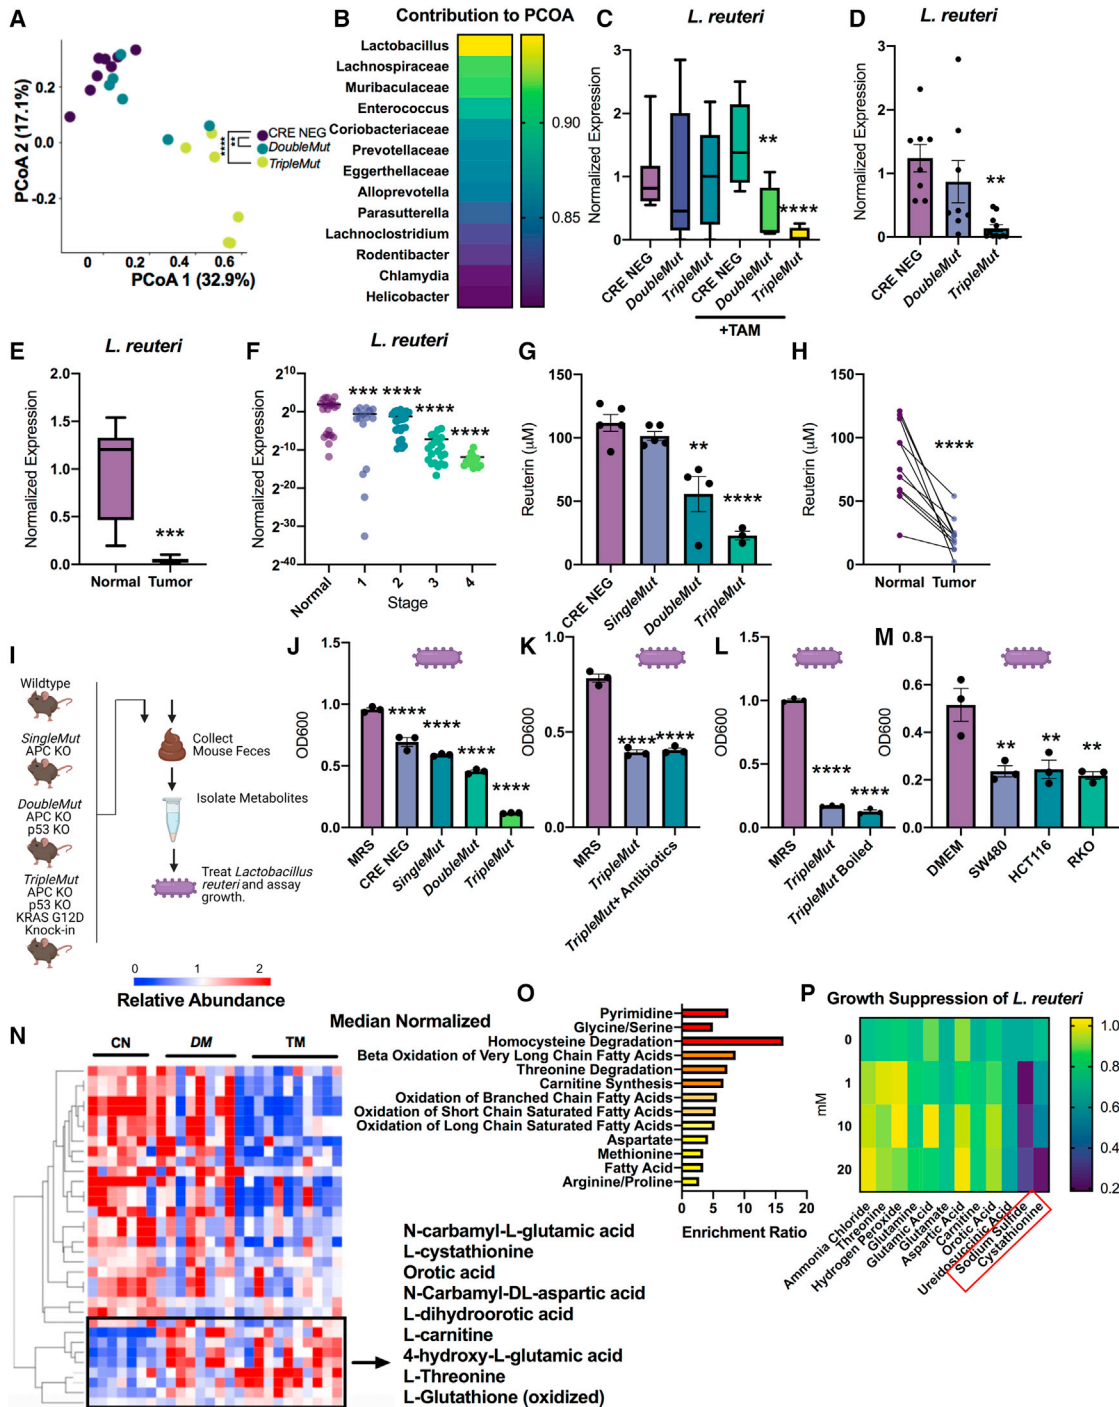 A
PCoA 2 (17.1%)
0.2
0.0
-0.2
0
0.2
0.4
0.6
PCoA 1 (32.9%)
CRE NEG
DoubleMut
TripleMut
****
**
B
Contribution to PCOA
Lactobacillus
Lachnospiraceae
Muribaculaceae
Enterococcus
Coriobacteriaceae
Prevotellaceae
Eggerthellaceae
Alloprevotella
Parasutterella
Lachnoclostridium
Rodentibacter
Chlamydia
Helicobacter
0.90
0.85
C
L. reuteri
Normalized Expression
3
2
1
0
**
****
CRE NEG
DoubleMut
TripleMut
CRE NEG
DoubleMut
TripleMut
+TAM
D
L. reuteri
Normalized Expression
3
2
1
0
**
CRE NEG
DoubleMut
TripleMut
E
L. reuteri
Normalized Expression
2.0
1.5
1.0
0.5
0.0
***
Normal Tumor
F
L. reuteri
Normalized Expression
2^10
2^0
2^-10
2^-20
2^-30
2^-40
*** **** **** ****
Normal 1 2 3 4
Stage
G
Reuterin (μM)
150
100
50
0
**
****
CRE NEG
SingleMut
DoubleMut
TripleMut
H
Reuterin (μM)
150
100
50
0
****
Normal Tumor
I
Wildtype
SingleMut
APC KO
DoubleMut
APC KO
p53 KO
TripleMut
APC KO
p53 KO
KRAS G12D
Knock-in
Collect
Mouse Feces
Isolate Metabolites
Treat Lactobacillus
reuteri and assay
growth.
J
OD600
1.5
1.0
0.5
0.0
**** **** **** ****
MRS
CRE NEG
SingleMut
DoubleMut
TripleMut
K
OD600
1.0
0.5
0.0
**** ****
MRS
TripleMut
TripleMut+ Antibiotics
L
OD600
1.5
1.0
0.5
0.0
**** ****
MRS
TripleMut
TripleMut Boiled
M
OD600
0.8
0.6
0.4
0.2
0.0
** ** **
DMEM
SW480
HCT116
RKO
0 1 2
Relative Abundance
N
Median Normalized
CN DM TM
N-carbamyl-L-glutamic acid
L-cystathionine
Orotic acid
N-Carbamyl-DL-aspartic acid
L-dihydroorotic acid
L-carnitine
4-hydroxy-L-glutamic acid
L-Threonine
L-Glutathione (oxidized)
O
Pyrimidine
Glycine/Serine
Homocysteine Degradation
Beta Oxidation of Very Long Chain Fatty Acids
Threonine Degradation
Carnitine Synthesis
Oxidation of Branched Chain Fatty Acids
Oxidation of Short Chain Saturated Fatty Acids
Oxidation of Long Chain Saturated Fatty Acids
Aspartate
Methionine
Fatty Acid
Arginine/Proline
0 5 10 15 20
Enrichment Ratio
P
Growth Suppression of L. reuteri
mM
0
1
10
20
Ammonia Chloride
Threonine
Hydrogen Peroxide
Glutamine
Glutamic Acid
Glutamate
Aspartic Acid
Carnitine
Orotic Acid
Ureidosuccinic Acid
Sodium Sulfide
Cystathionine
1.0
0.8
0.6
0.4
0.2